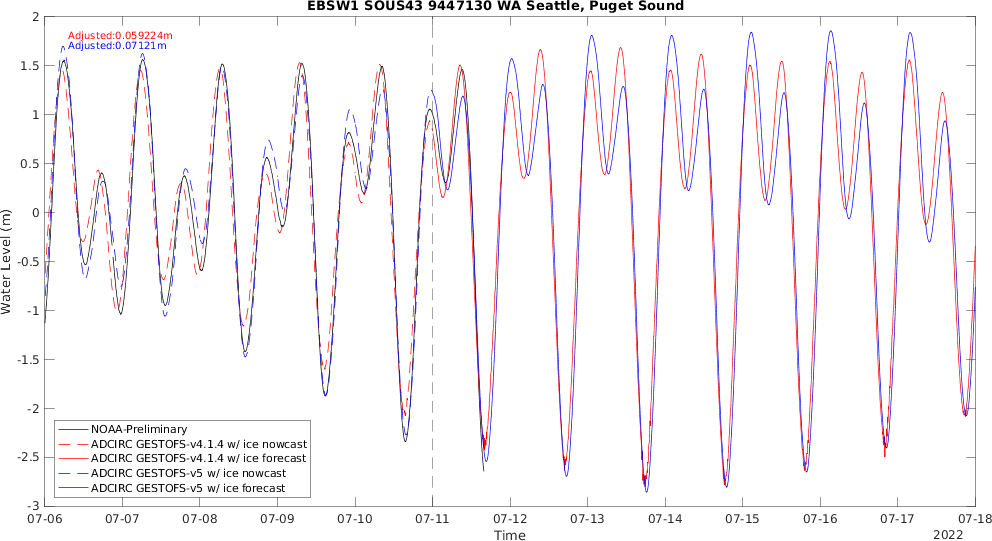 EBSW1 SOUS43 9447130 WA Seattle, Puget Sound
Adjusted:0.059224m
Adjusted:0.07121m
2
1.5
1
0.5
0
-0.5
-1
-1.5
-2
-2.5
-3
Water Level (m)
NOAA-Preliminary
ADCIRC GESTOFS-v4.1.4 w/ ice nowcast
ADCIRC GESTOFS-v4.1.4 w/ ice forecast
ADCIRC GESTOFS-v5 w/ ice nowcast
ADCIRC GESTOFS-v5 w/ ice forecast
07-06 07-07 07-08 07-09 07-10 07-11 07-12 07-13 07-14 07-15 07-16 07-17 07-18
Time
2022